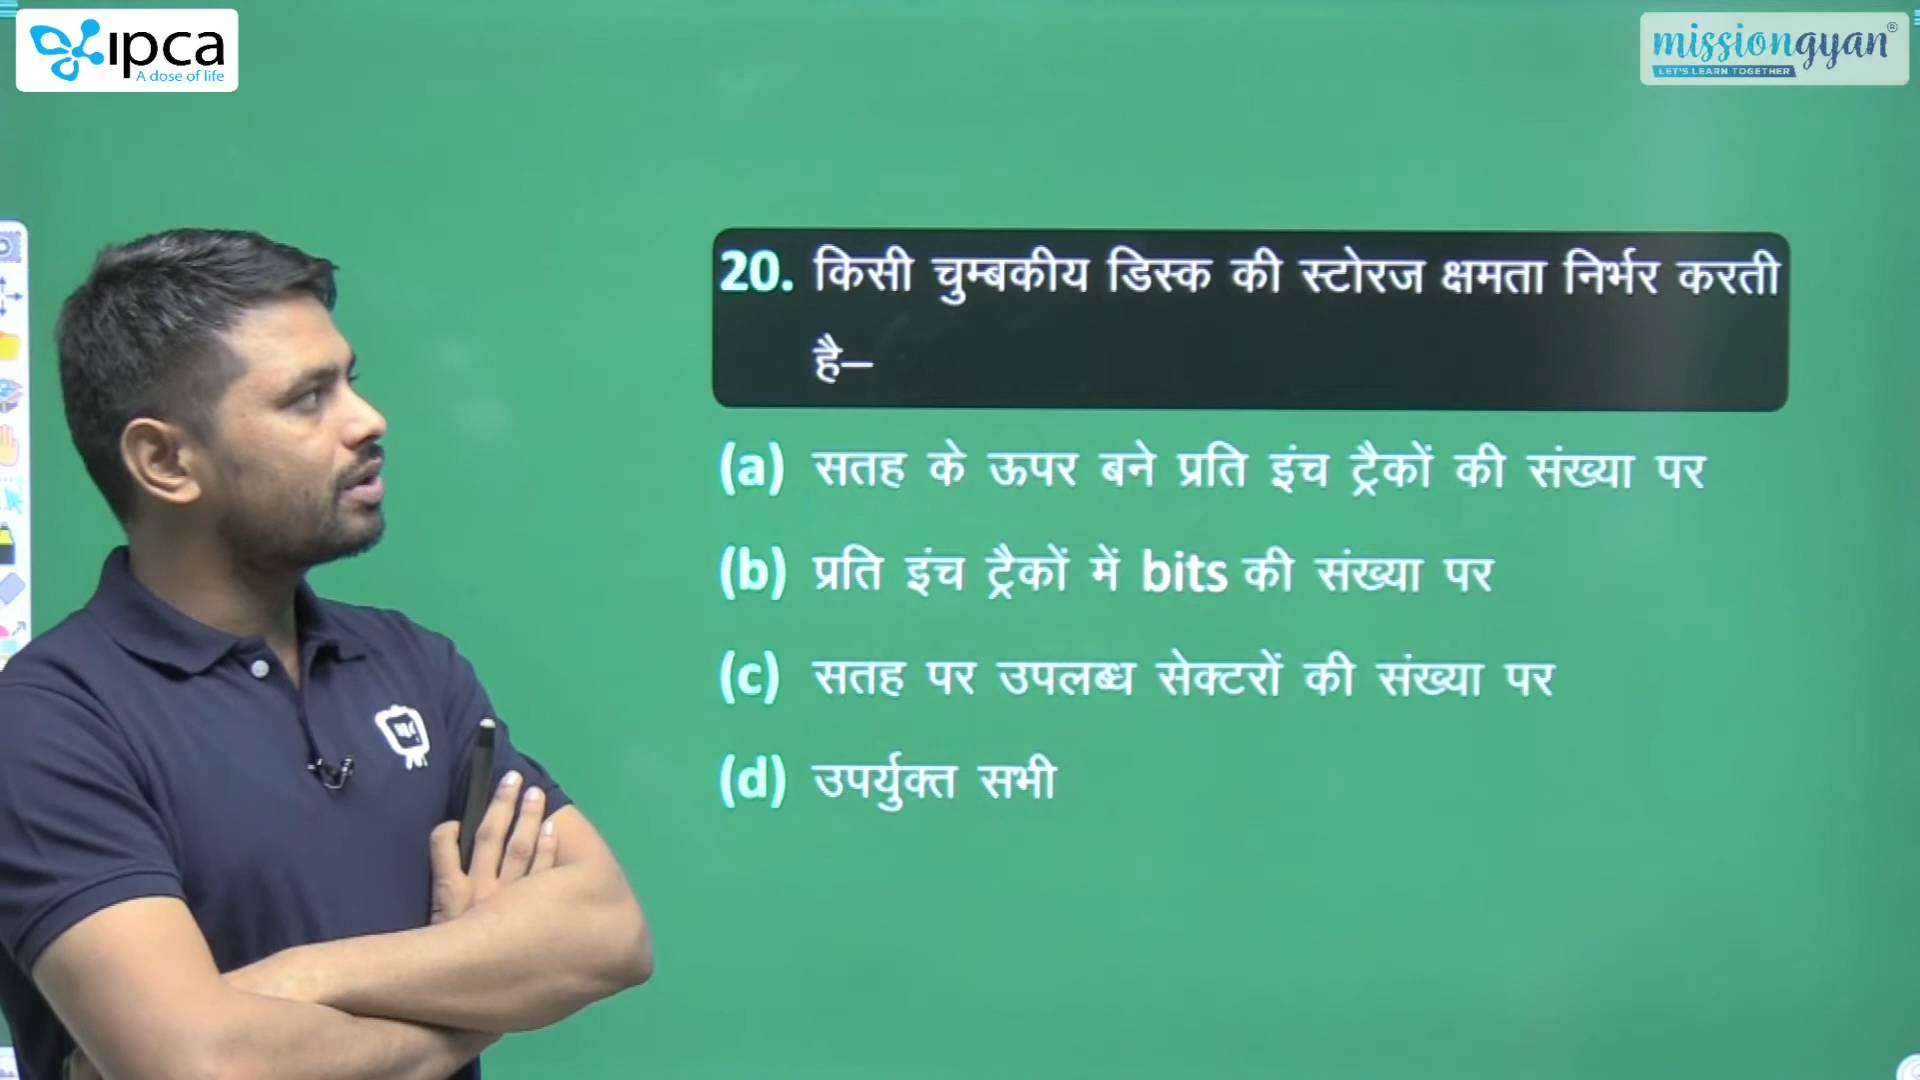 ipca
A dose of life
missiongyan®
LET'S LEARN TOGETHER
20. किसी चुम्बकीय डिस्क की स्टोरज क्षमता निर्भर करती
है–
(a) सतह के ऊपर बने प्रति इंच ट्रैकों की संख्या पर
(b) प्रति इंच ट्रैकों में bits की संख्या पर
(c) सतह पर उपलब्ध सेक्टरों की संख्या पर
(d) उपर्युक्त सभी